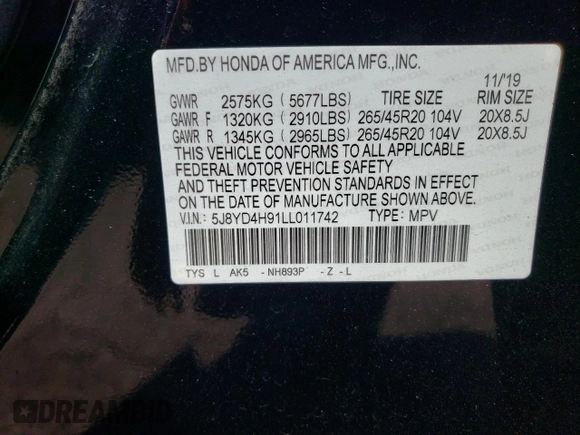 MFD.BY HONDA OF AMERICA MFG.,INC.
11/'19
GVWR 2575KG (5677LBS) TIRE SIZE RIM SIZE
GAWR F 1320KG (2910LBS) 265/45R20 104V 20X8.5J
GAWR R 1345KG (2965LBS) 265/45R20 104V 20X8.5J
THIS VEHICLE CONFORMS TO ALL APPLICABLE
FEDERAL MOTOR VEHICLE SAFETY
AND THEFT PREVENTION STANDARDS IN EFFECT
ON THE DATE OF MANUFACTURE SHOWN ABOVE.
V.I.N.: 5J8YD4H91LL011742 TYPE: MPV
TYS L AK5 -NH893P -Z -L
DREAMBID